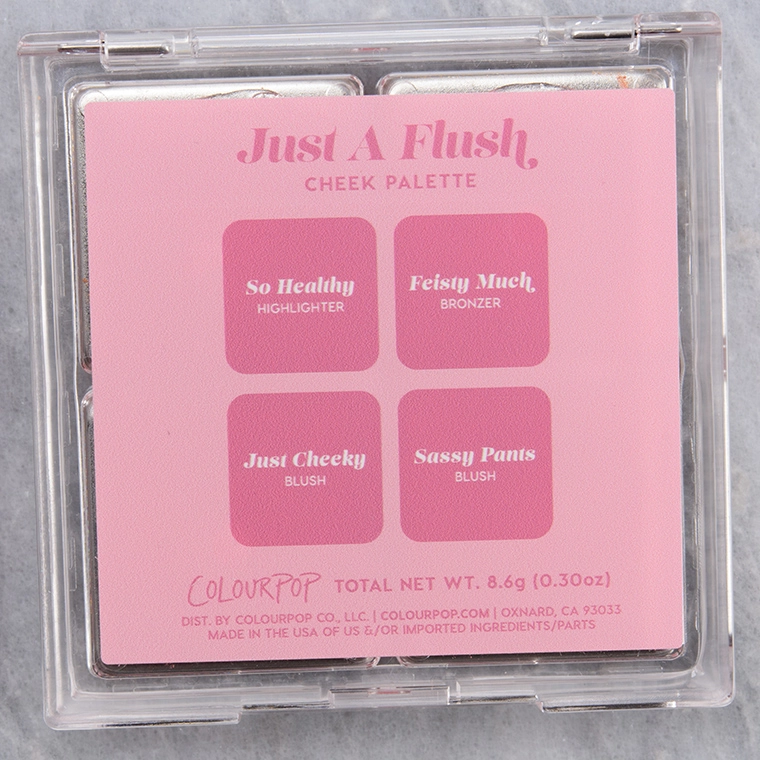 Just A Flush
CHEEK PALETTE
So Healthy
HIGHLIGHTER
Feisty Much
BRONZER
Just Cheeky
BLUSH
Sassy Pants
BLUSH
COLOURPOP TOTAL NET WT. 8.6g (0.30oz)
DIST. BY COLOURPOP CO., LLC. | COLOURPOP.COM | OXNARD, CA 93033
MADE IN THE USA OF US &/OR IMPORTED INGREDIENTS/PARTS